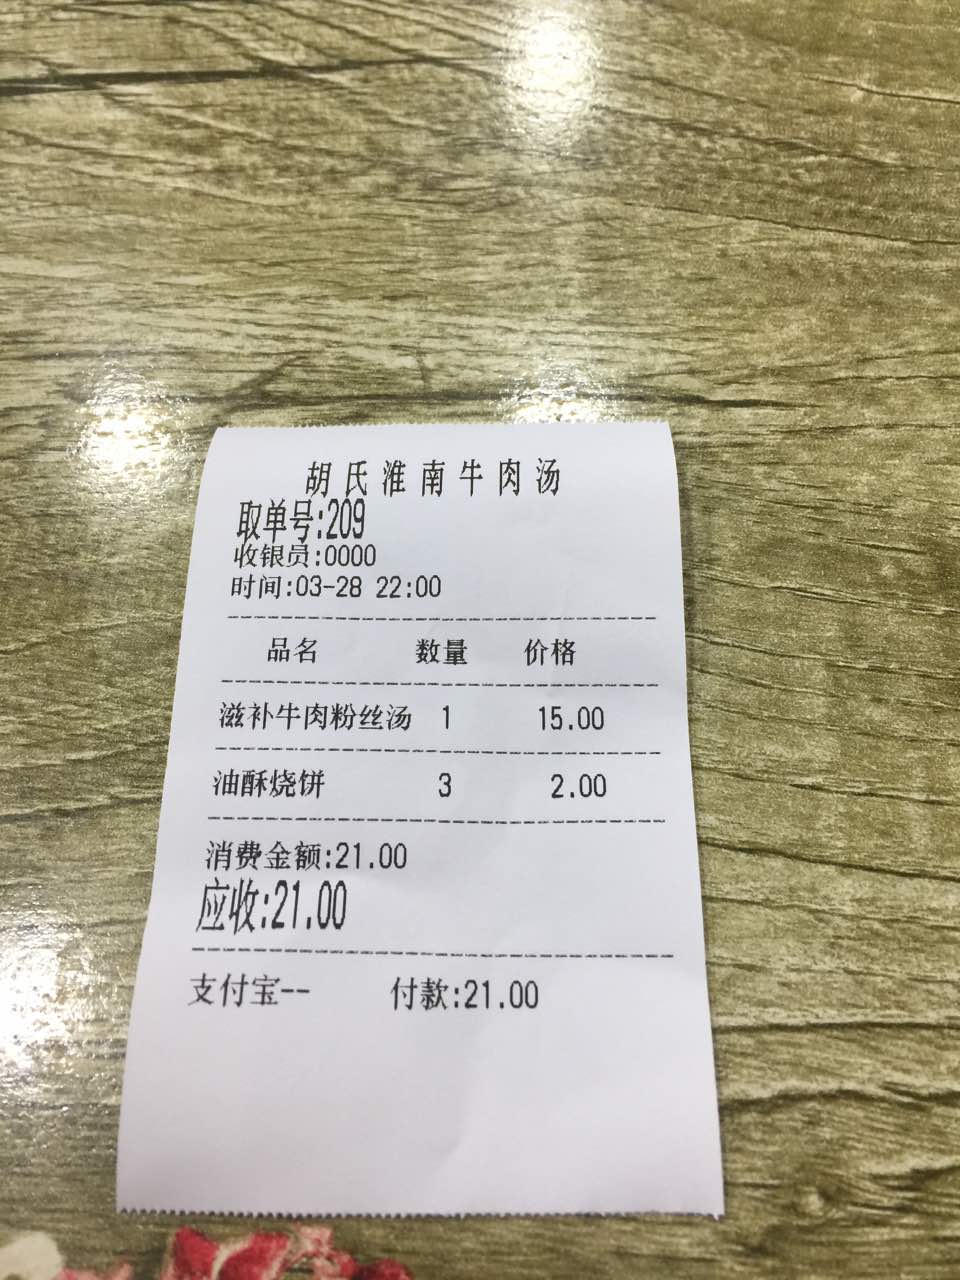 胡氏淮南牛肉汤
取单号:209
收银员:0000
时间:03-28 22:00
品名 数量 价格
滋补牛肉粉丝汤 1 15.00
油酥烧饼 3 2.00
消费金额:21.00
应收:21.00
支付宝-- 付款:21.00